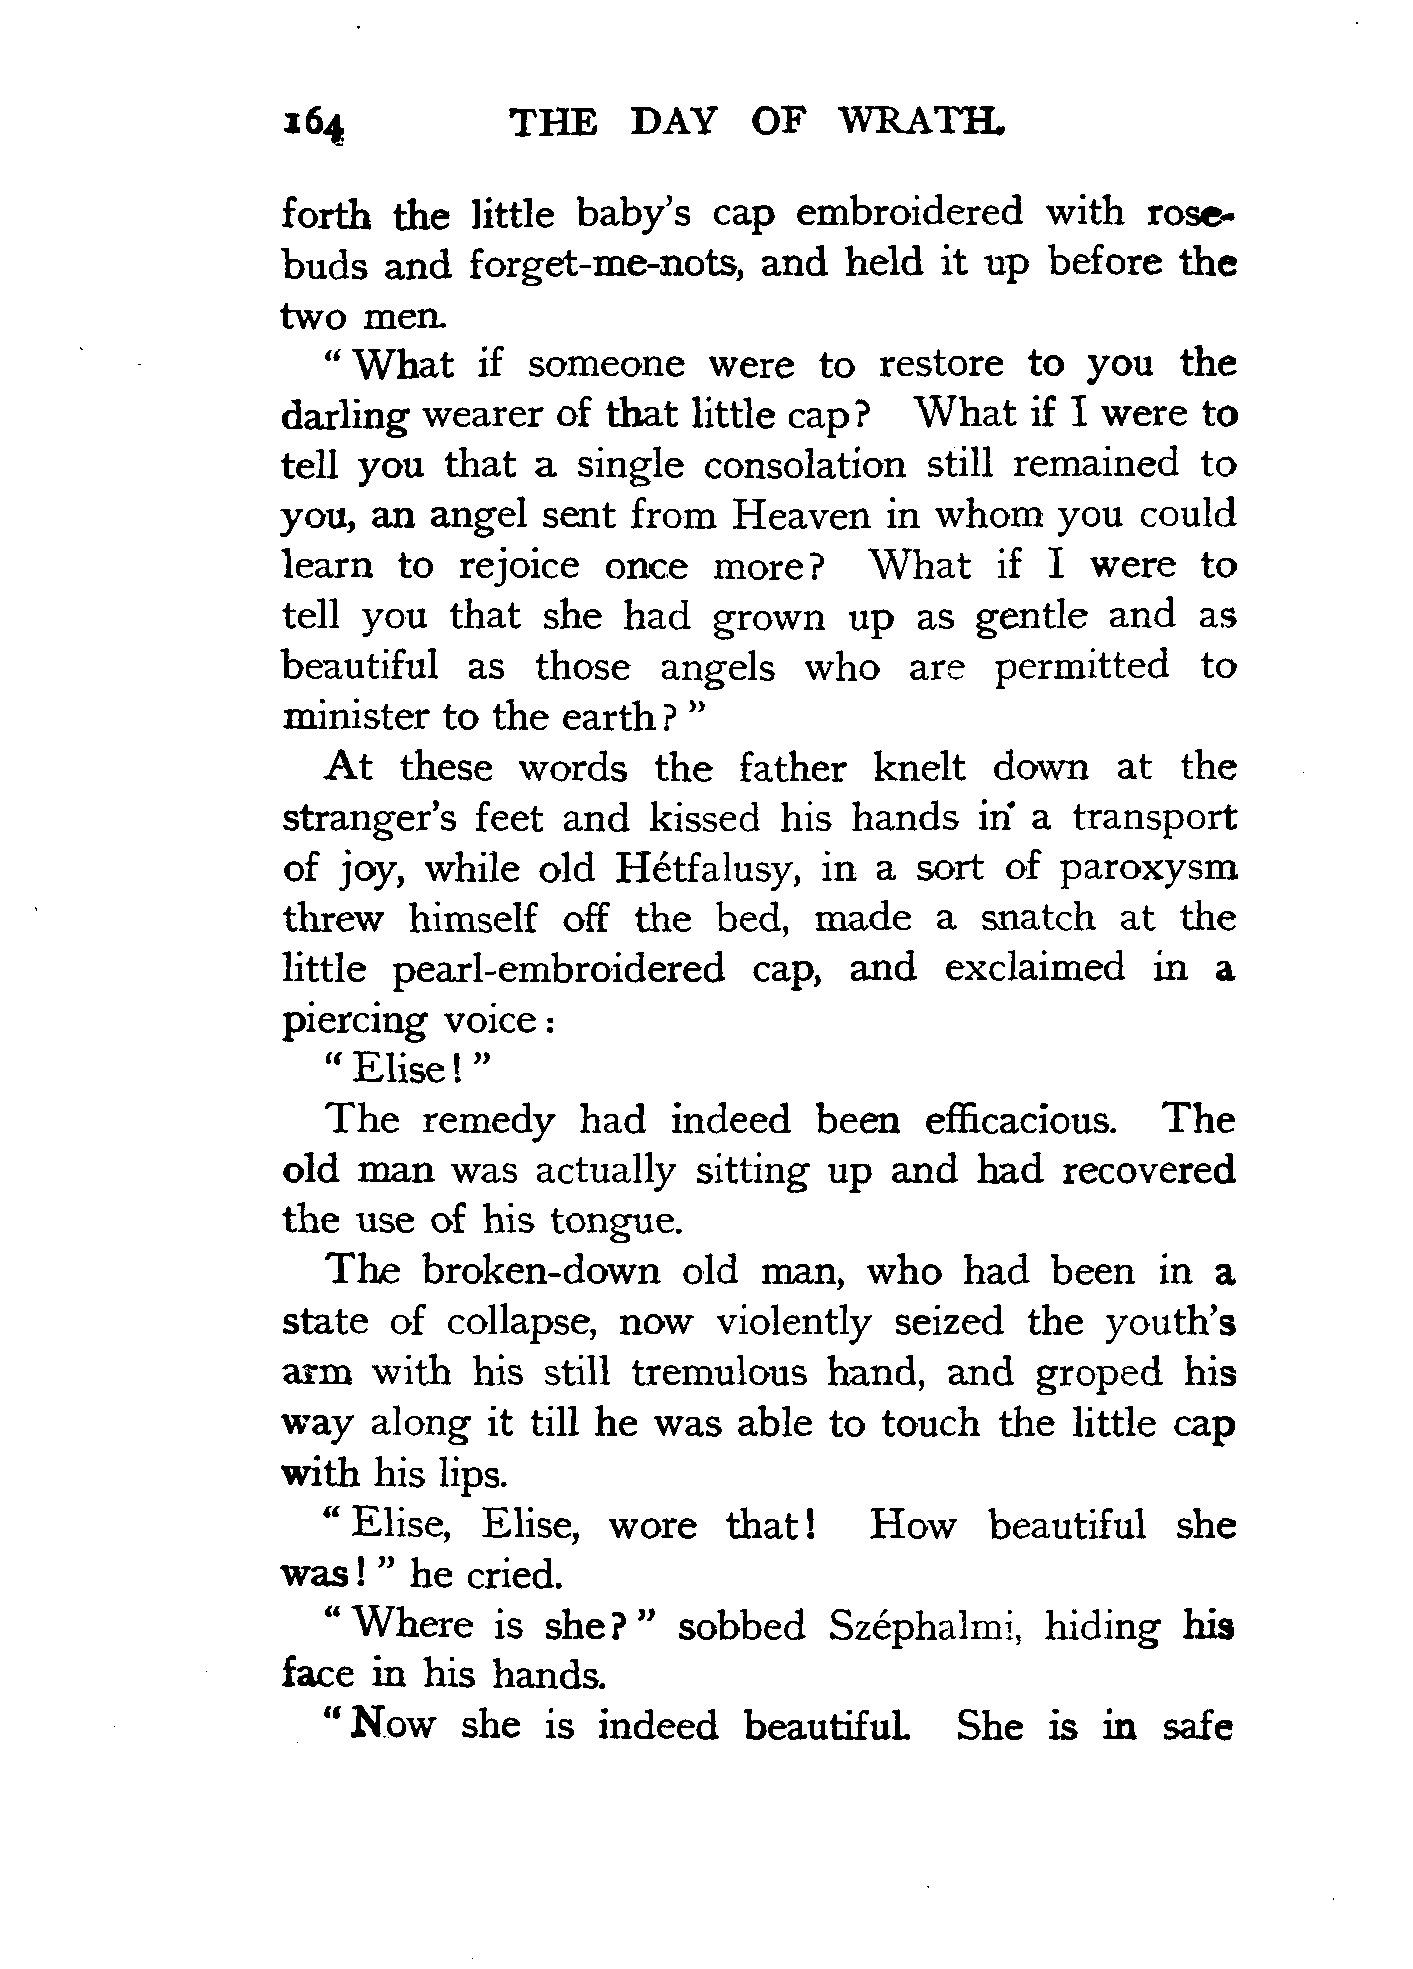 164 THE DAY OF WRATH.
forth the little baby's cap embroidered with rose-
buds and forget-me-nots, and held it up before the
two men.
" What if someone were to restore to you the
darling wearer of that little cap? What if I were to
tell you that a single consolation still remained to
you, an angel sent from Heaven in whom you could
learn to rejoice once more? What if I were to
tell you that she had grown up as gentle and as
beautiful as those angels who are permitted to
minister to the earth? "
At these words the father knelt down at the
stranger's feet and kissed his hands in a transport
of joy, while old Hétfalusy, in a sort of paroxysm
threw himself off the bed, made a snatch at the
little pearl-embroidered cap, and exclaimed in a
piercing voice :
" Elise! "
The remedy had indeed been efficacious. The
old man was actually sitting up and had recovered
the use of his tongue.
The broken-down old man, who had been in a
state of collapse, now violently seized the youth's
arm with his still tremulous hand, and groped his
way along it till he was able to touch the little cap
with his lips.
" Elise, Elise, wore that! How beautiful she
was! " he cried.
" Where is she? " sobbed Széphalmi, hiding his
face in his hands.
" Now she is indeed beautiful. She is in safe